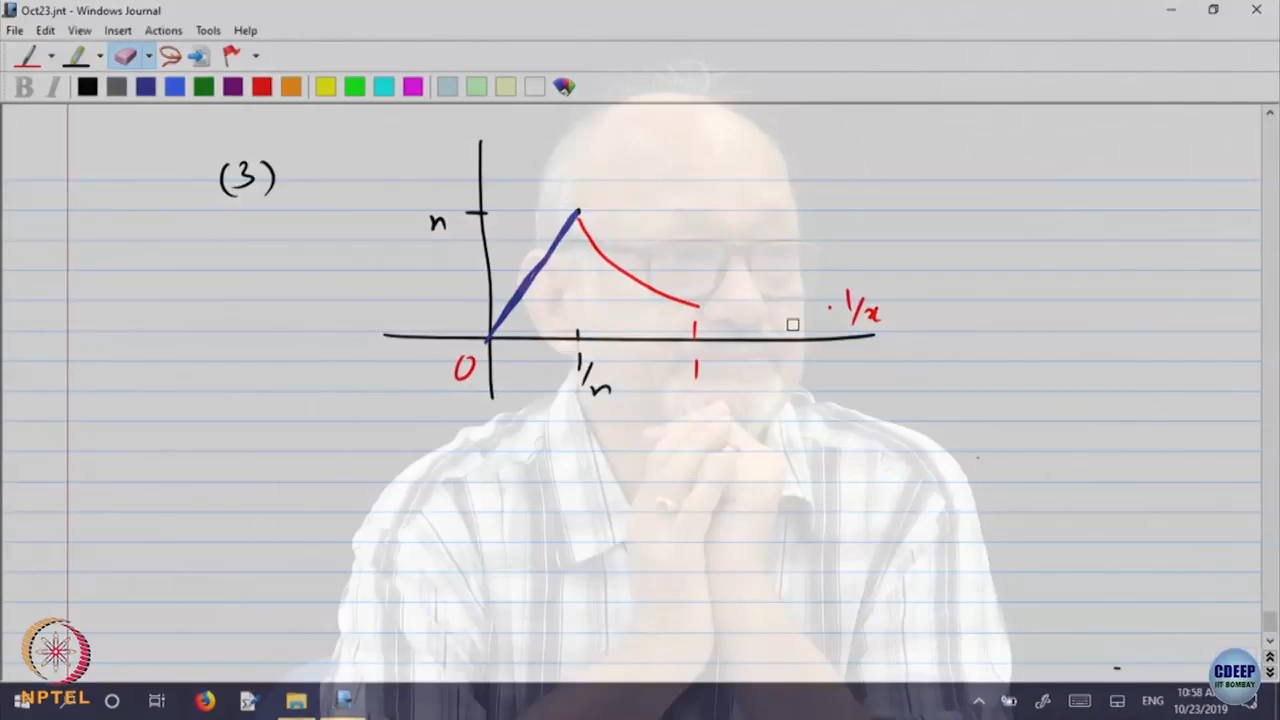 Oct23.jnt - Windows Journal
File Edit View Insert Actions Tools Help
B I
(3)
n
1/x
0
1/n
1
NPTEL
CDEEP
IIT BOMBAY
ENG
10/23/2019